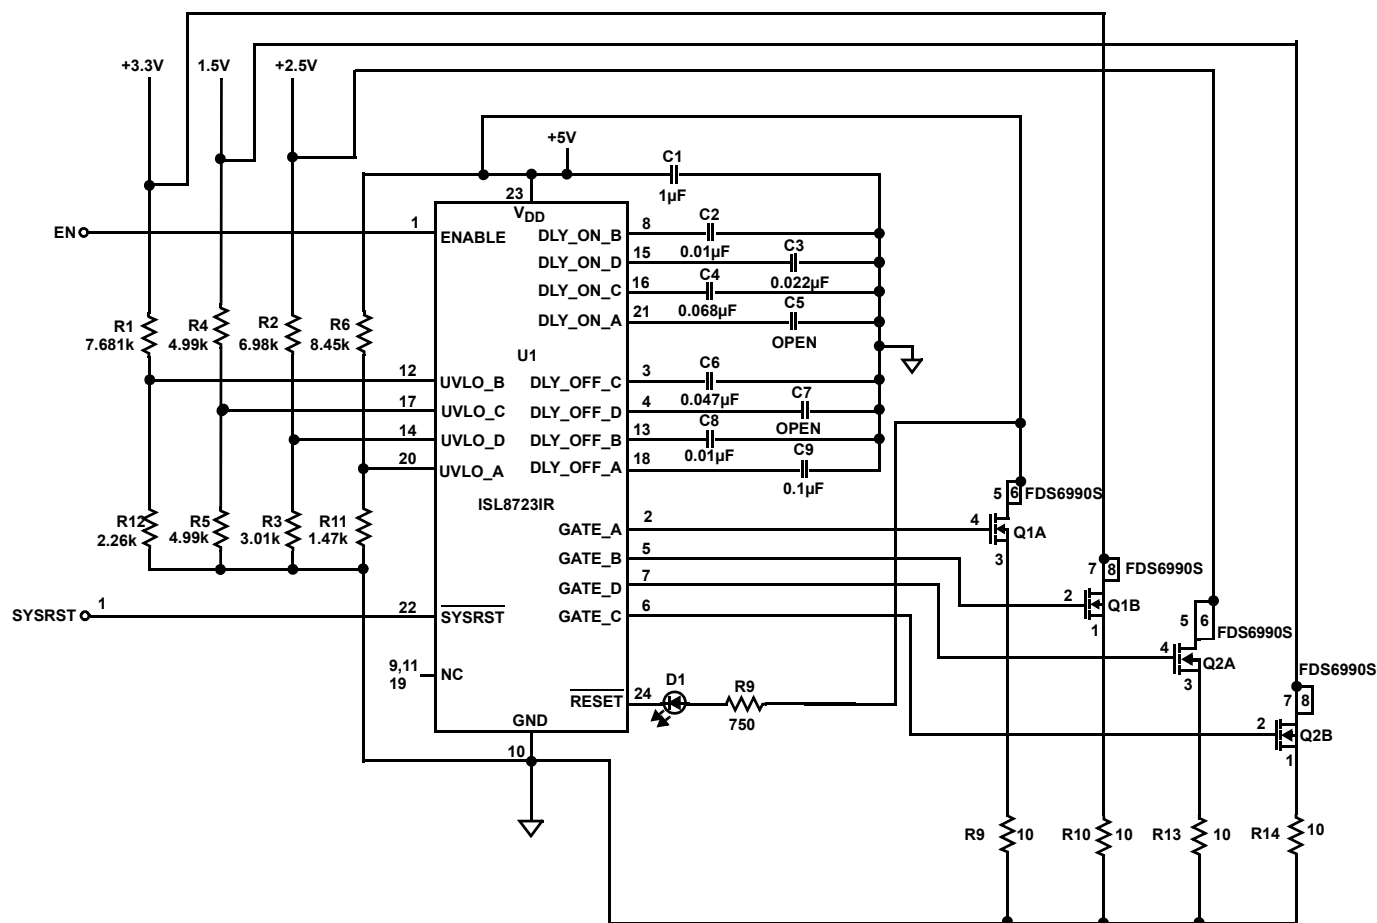 +3.3V
1.5V
+2.5V
+5V
C1
1µF
23
VDD
EN
1
ENABLE
DLY_ON_B
8
C2
0.01µF
DLY_ON_D
15
C3
0.022µF
DLY_ON_C
16
C4
0.068µF
DLY_ON_A
21
C5
OPEN
R1
7.681k
R4
4.99k
R2
6.98k
R6
8.45k
U1
12
UVLO_B
17
UVLO_C
14
UVLO_D
20
UVLO_A
DLY_OFF_C
3
C6
0.047µF
DLY_OFF_D
4
C7
OPEN
DLY_OFF_B
13
C8
0.01µF
DLY_OFF_A
18
C9
0.1µF
ISL8723IR
R12
2.26k
R5
4.99k
R3
3.01k
R11
1.47k
GATE_A
2
GATE_B
5
GATE_D
7
GATE_C
6
5
6
FDS6990S
4
Q1A
3
7
8
FDS6990S
2
Q1B
1
5
6
FDS6990S
4
Q2A
3
FDS6990S
7
8
2
Q2B
1
SYSRST
1
22
SYSRST
9,11
19
NC
RESET
24
D1
R9
750
GND
10
R9
10
R10
10
R13
10
R14
10